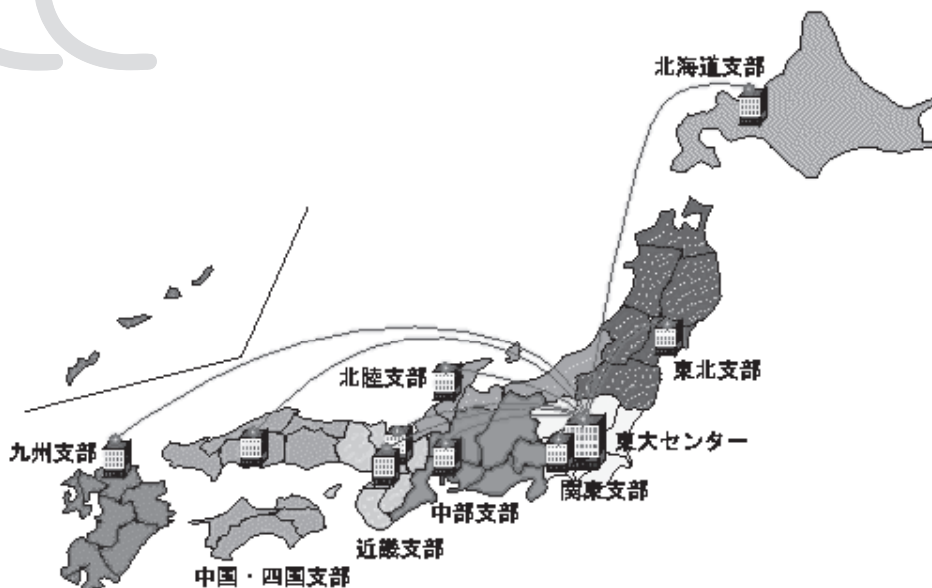 北海道支部
東北支部
北陸支部
東大センター
九州支部
関東支部
中部支部
近畿支部
中国・四国支部